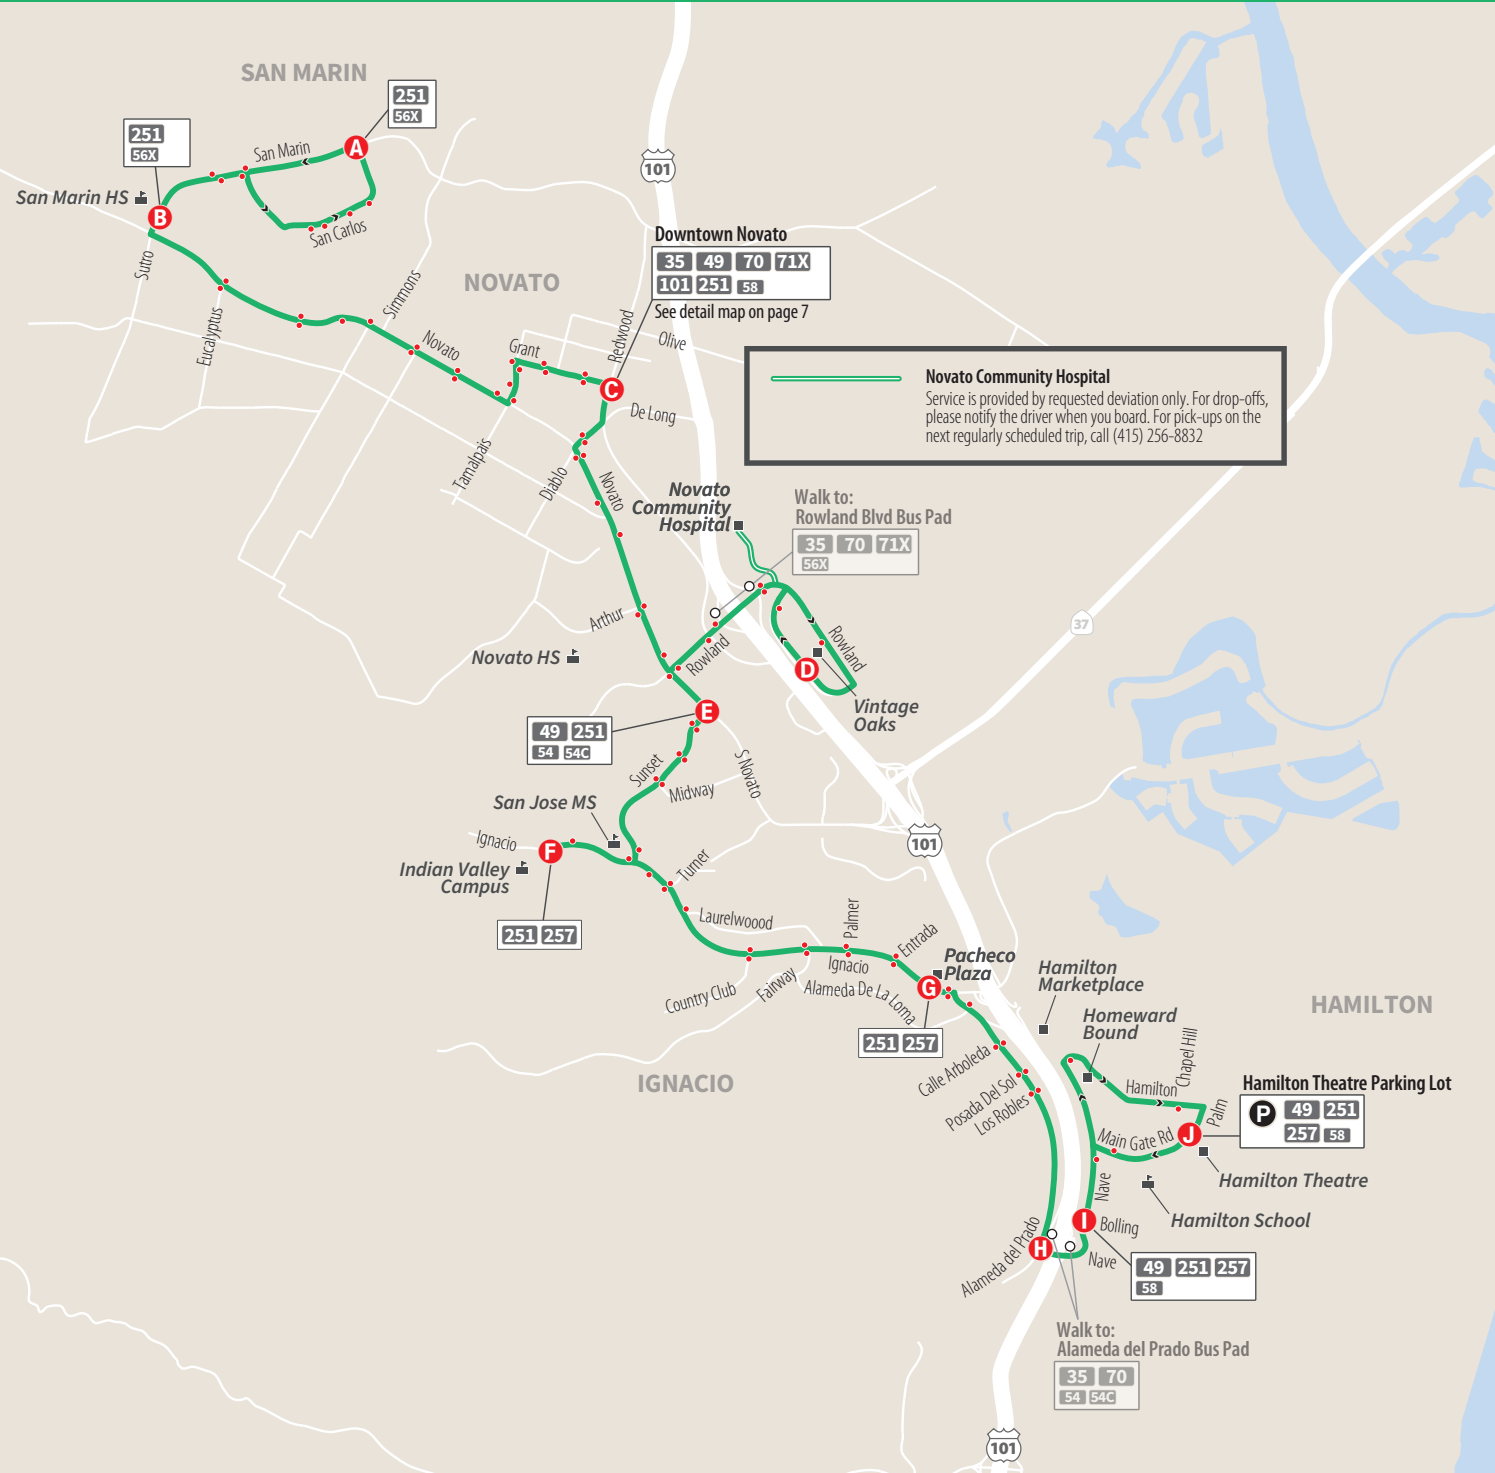 SAN MARIN
251
56X
A
251
56X
San Marin
San Marin HS
B
San Carlos
101
Sutro
Downtown Novato
35 49 70 71X
101 251 58
See detail map on page 7
NOVATO
Simmons
Eucalyptus
Novato
Grant
Redwood
Olive
C
De Long
Novato Community Hospital
Service is provided by requested deviation only. For drop-offs,
please notify the driver when you board. For pick-ups on the
next regularly scheduled trip, call (415) 256-8832
Tamalpais
Diablo
Novato
Novato
Community
Hospital
Walk to:
Rowland Blvd Bus Pad
35 70 71X
56X
Arthur
37
Novato HS
Rowland
Rowland
D
Vintage
Oaks
E
49 251
54 54C
Sunset
Midway
S Novato
San Jose MS
Ignacio
F
Indian Valley
Campus
101
Turner
251 257
Laurelwoood
Palmer
Entrada
Ignacio
Country Club
Fairway
Alameda De La Loma
Pacheco
Plaza
G
251 257
Hamilton
Marketplace
Homeward
Bound
HAMILTON
IGNACIO
Calle Arboleda
Posada Del Sol
Los Robles
Hamilton
Chapel Hill
Palm
Hamilton Theatre Parking Lot
P 49 251
257 58
Main Gate Rd
J
Hamilton Theatre
Nave
Hamilton School
I
Bolling
Alameda del Prado
H
Nave
49 251 257
58
Walk to:
Alameda del Prado Bus Pad
35 70
54 54C
101